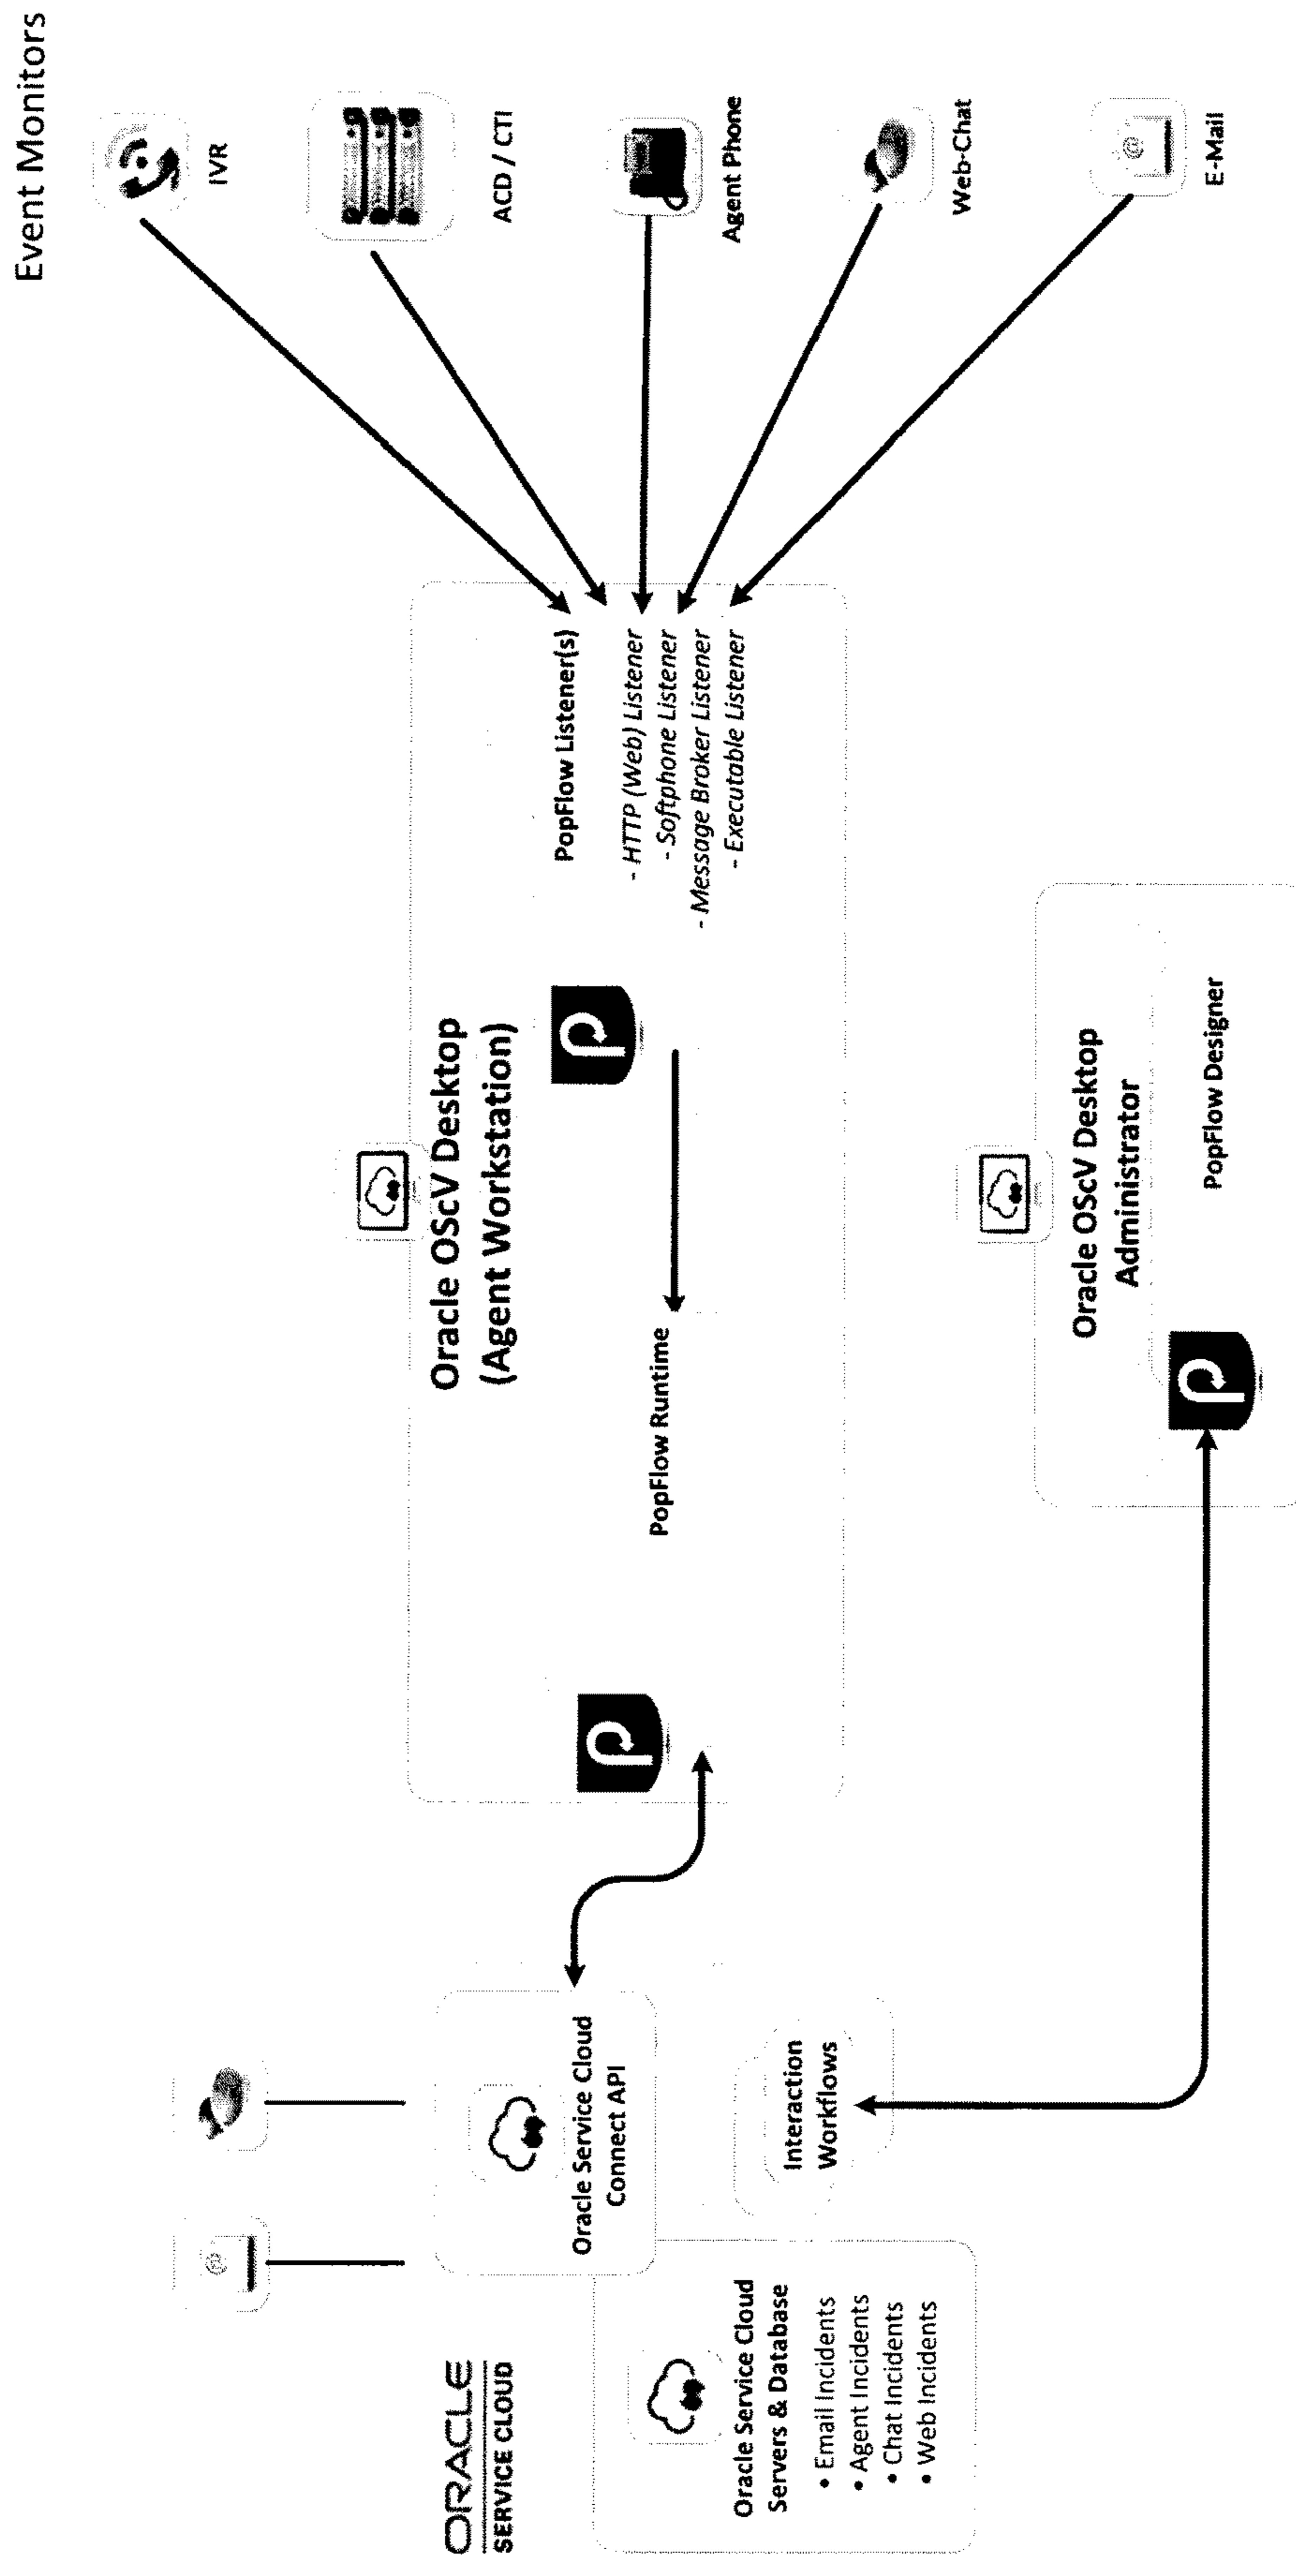 Event Monitors
IVR
ACD / CTI
Agent Phone
Web-Chat
E-Mail
Oracle OScV Desktop
(Agent Workstation)
PopFlow Listener(s)
- HTTP (Web) Listener
- Softphone Listener
- Message Broker Listener
- Executable Listener
PopFlow Runtime
Oracle OScV Desktop
Administrator
PopFlow Designer
ORACLE
SERVICE CLOUD
Oracle Service Cloud
Connect API
Interaction
Workflows
Oracle Service Cloud
Servers & Database
• Email Incidents
• Agent Incidents
• Chat Incidents
• Web Incidents
@
@